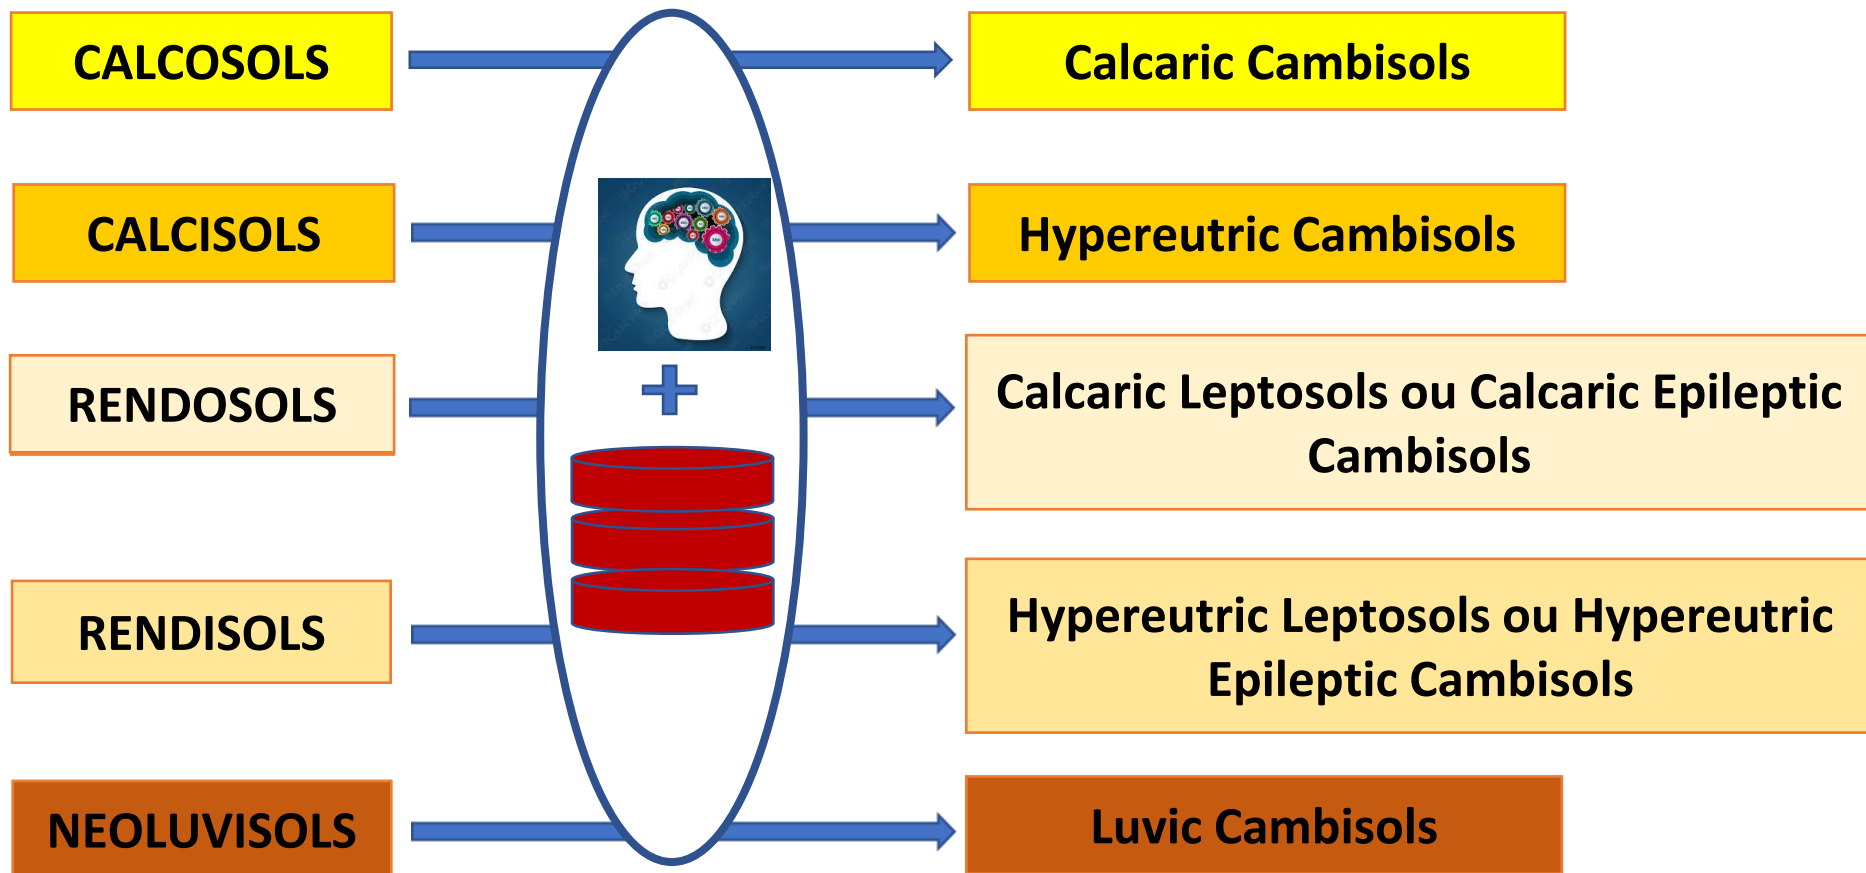 CALCOSOLS
Calcaric Cambisols
CALCISOLS
Hypereutric Cambisols
RENDOSOLS
Calcaric Leptosols ou Calcaric Epileptic
Cambisols
RENDISOLS
Hypereutric Leptosols ou Hypereutric
Epileptic Cambisols
NEOLUVISOLS
Luvic Cambisols